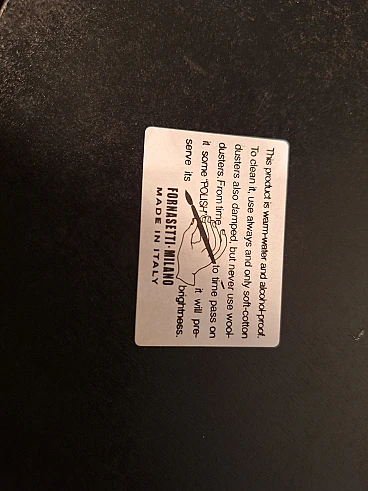 This product is warm-water and alcohol-proof.
To clean it, use always and only soft-cotton
dusters also damped, but never use wool-
dusters. From time to time pass on
it some "POLISH", it will pre-
serve its brightness.
FORNASETTI·MILANO
MADE IN ITALY